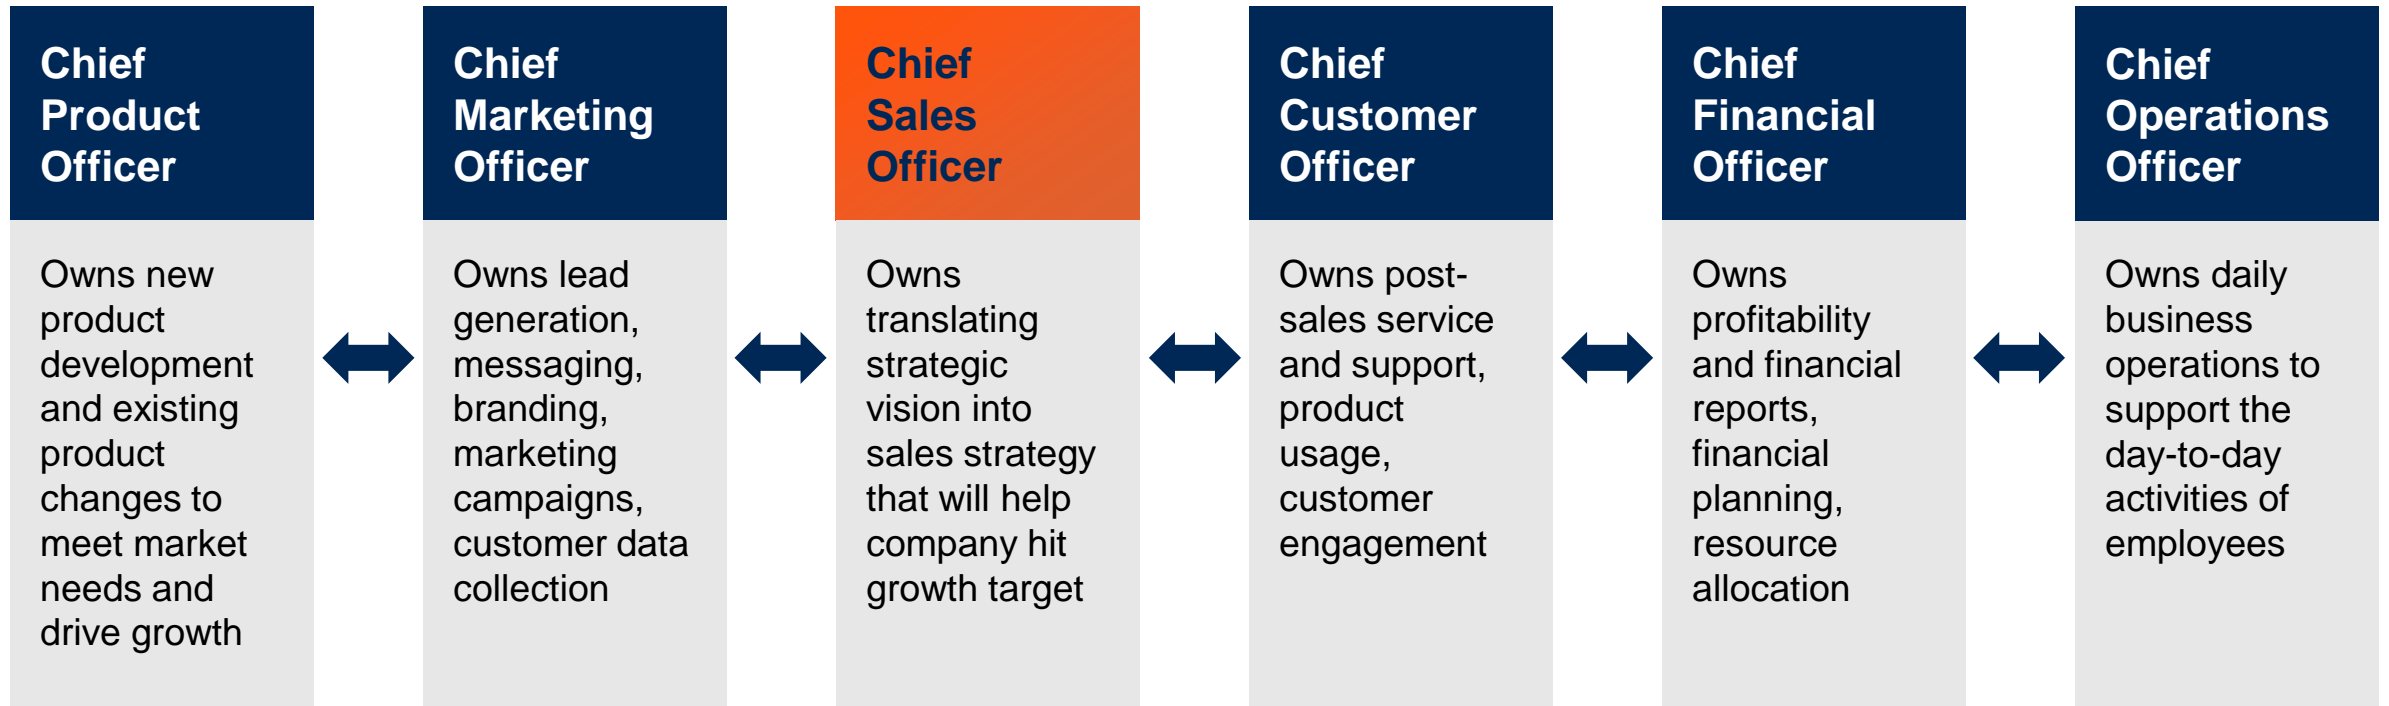 Chief
Product
Officer
Owns new
product
development
and existing
product
changes to
meet market
needs and
drive growth
Chief
Marketing
Officer
Owns lead
generation,
messaging,
branding,
marketing
campaigns,
customer data
collection
Chief
Sales
Officer
Owns
translating
strategic
vision into
sales strategy
that will help
company hit
growth target
Chief
Customer
Officer
Owns post-
sales service
and support,
product
usage,
customer
engagement
Chief
Financial
Officer
Owns
profitability
and financial
reports,
financial
planning,
resource
allocation
Chief
Operations
Officer
Owns daily
business
operations to
support the
day-to-day
activities of
employees